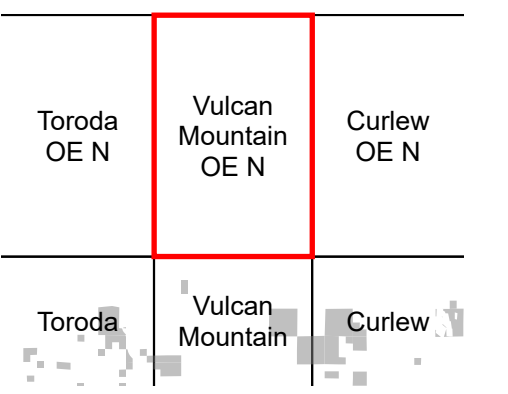 Toroda
OE N
Vulcan
Mountain
OE N
Curlew
OE N
Toroda
Vulcan
Mountain
Curlew